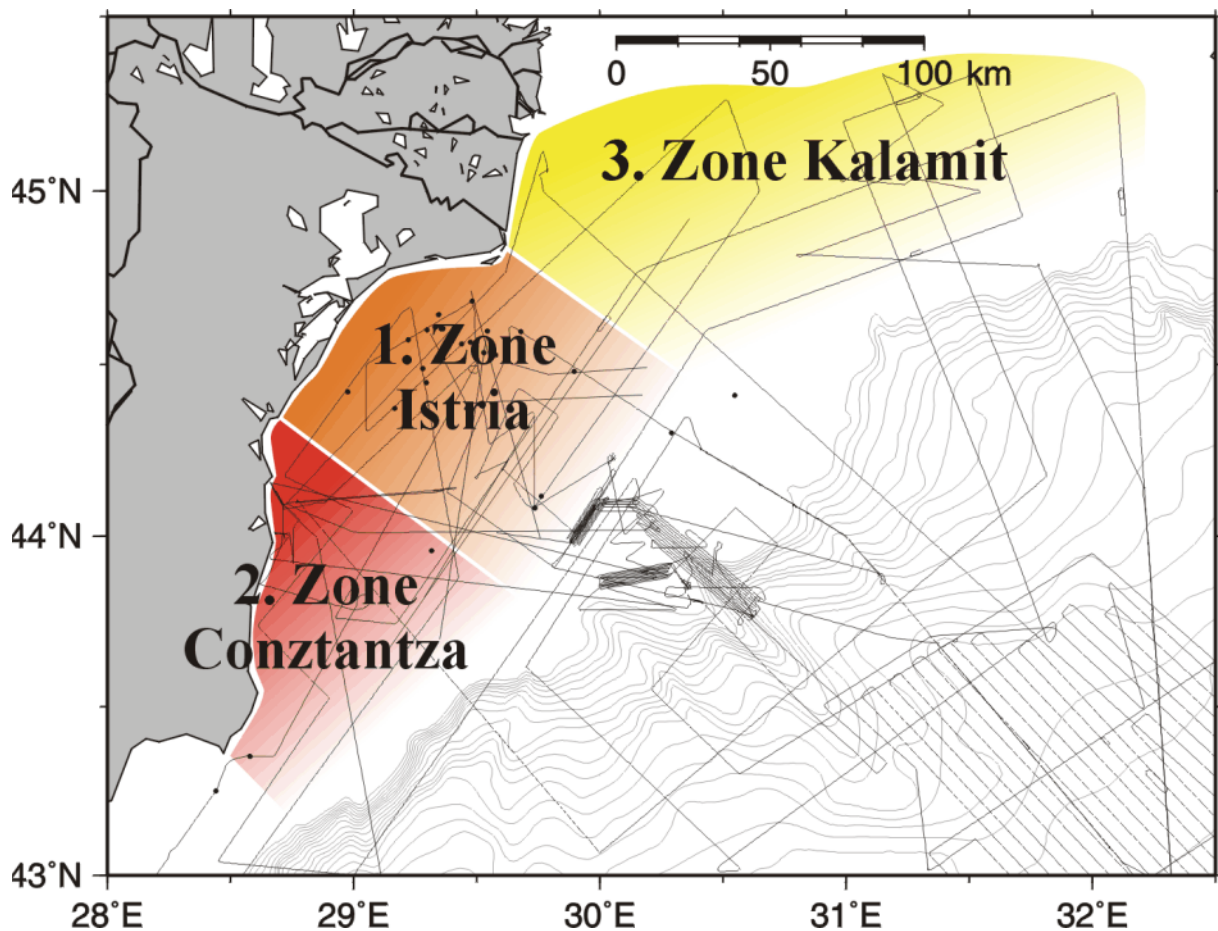 0 50 100 km
3. Zone Kalamit
45°N
1. Zone
Istria
44°N
2. Zone
Conztantza
43°N
28°E 29°E 30°E 31°E 32°E